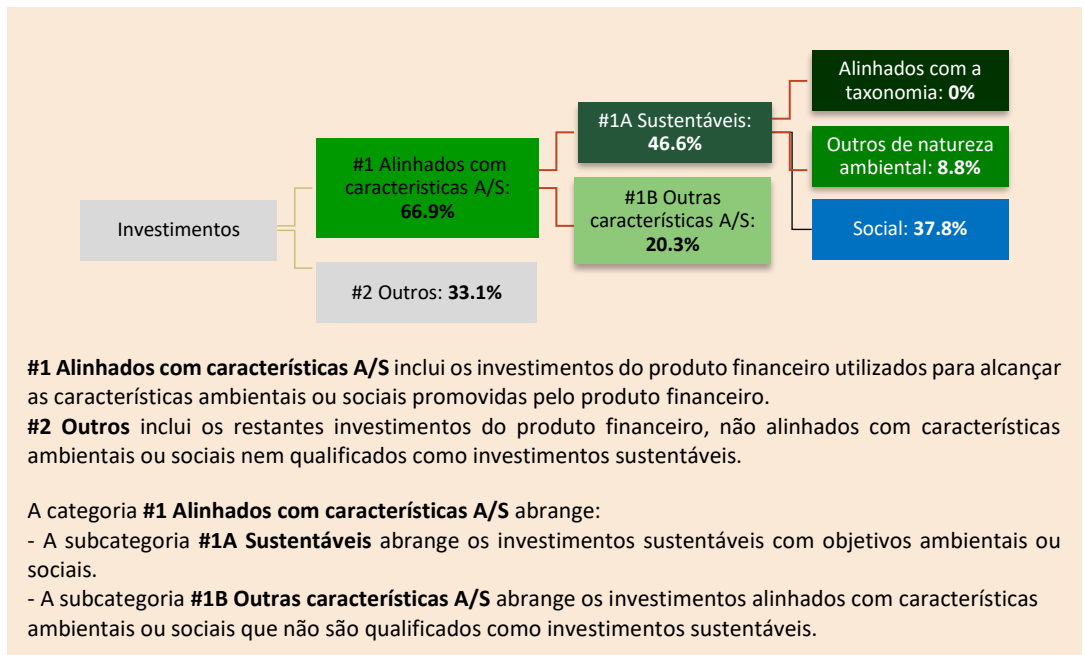 Investimentos
#1 Alinhados com
caracteristicas A/S:
66.9%
#2 Outros: 33.1%
#1A Sustentáveis:
46.6%
#1B Outras
características A/S:
20.3%
Alinhados com a
taxonomia: 0%
Outros de natureza
ambiental: 8.8%
Social: 37.8%
#1 Alinhados com características A/S inclui os investimentos do produto financeiro utilizados para alcançar
as características ambientais ou sociais promovidas pelo produto financeiro.
#2 Outros inclui os restantes investimentos do produto financeiro, não alinhados com características
ambientais ou sociais nem qualificados como investimentos sustentáveis.
A categoria #1 Alinhados com características A/S abrange:
- A subcategoria #1A Sustentáveis abrange os investimentos sustentáveis com objetivos ambientais ou
sociais.
- A subcategoria #1B Outras características A/S abrange os investimentos alinhados com características
ambientais ou sociais que não são qualificados como investimentos sustentáveis.